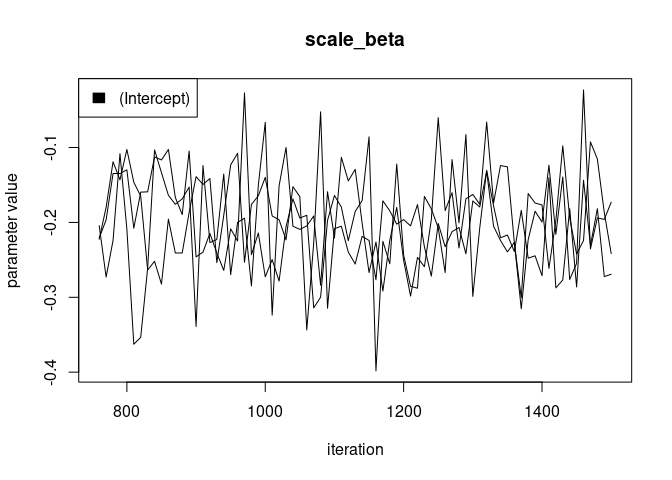 scale_beta
(Intercept)
parameter value
-0.1
-0.2
-0.3
-0.4
800 1000 1200 1400
iteration